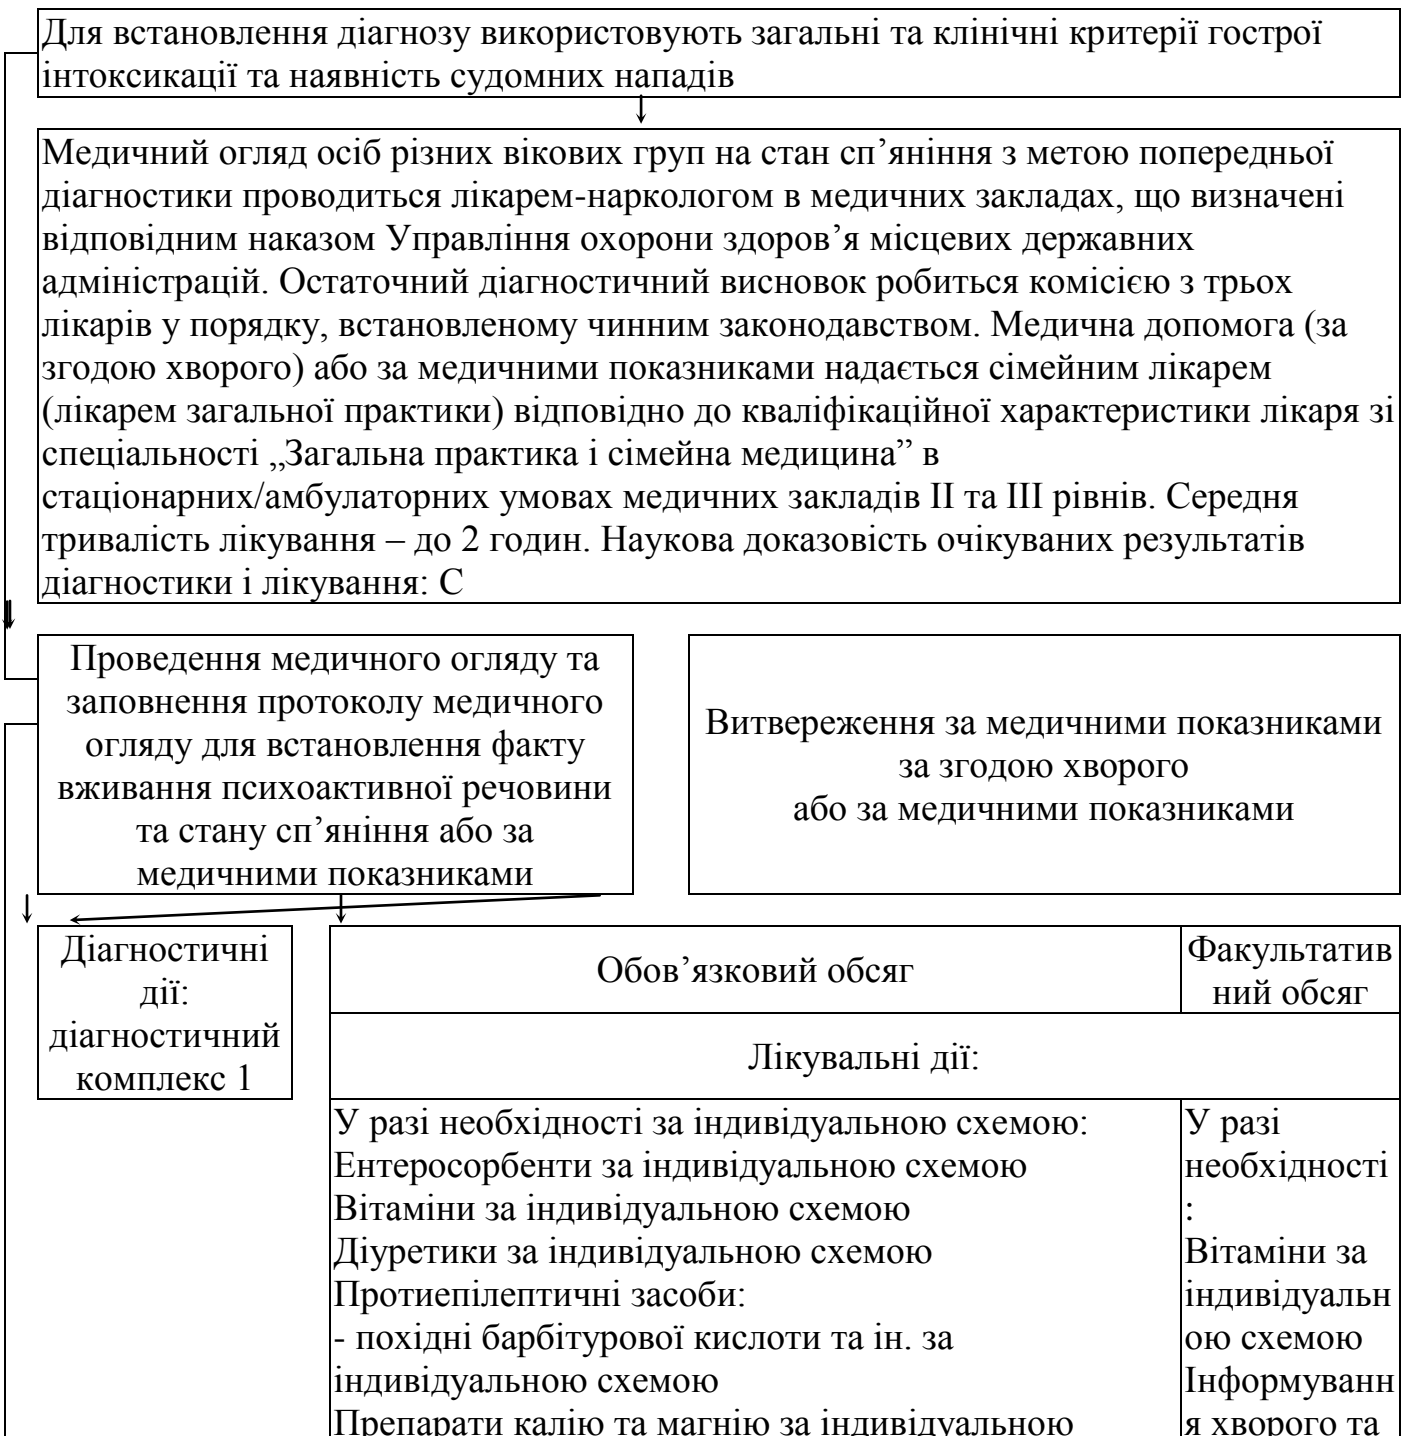 Для встановлення діагнозу використовують загальні та клінічні критерії гострої
інтоксикації та наявність судомних нападів
Медичний огляд осіб різних вікових груп на стан сп’яніння з метою попередньої
діагностики проводиться лікарем-наркологом в медичних закладах, що визначені
відповідним наказом Управління охорони здоров’я місцевих державних
адміністрацій. Остаточний діагностичний висновок робиться комісією з трьох
лікарів у порядку, встановленому чинним законодавством. Медична допомога (за
згодою хворого) або за медичними показниками надається сімейним лікарем
(лікарем загальної практики) відповідно до кваліфікаційної характеристики лікаря зі
спеціальності „Загальна практика і сімейна медицина” в
стаціонарних/амбулаторних умовах медичних закладів II та III рівнів. Середня
тривалість лікування – до 2 годин. Наукова доказовість очікуваних результатів
діагностики і лікування: С
Проведення медичного огляду та
заповнення протоколу медичного
огляду для встановлення факту
вживання психоактивної речовини
та стану сп’яніння або за
медичними показниками
Витвереження за медичними показниками
за згодою хворого
або за медичними показниками
Діагностичні
дії:
діагностичний
комплекс 1
Обов’язковий обсяг
Факультатив
ний обсяг
Лікувальні дії:
У разі необхідності за індивідуальною схемою:
Ентеросорбенти за індивідуальною схемою
Вітаміни за індивідуальною схемою
Діуретики за індивідуальною схемою
Протиепілептичні засоби:
- похідні барбітурової кислоти та ін. за
індивідуальною схемою
Препарати калію та магнію за індивідуальною
У разі
необхідності
:
Вітаміни за
індивідуальн
ою схемою
Інформуванн
я хворого та